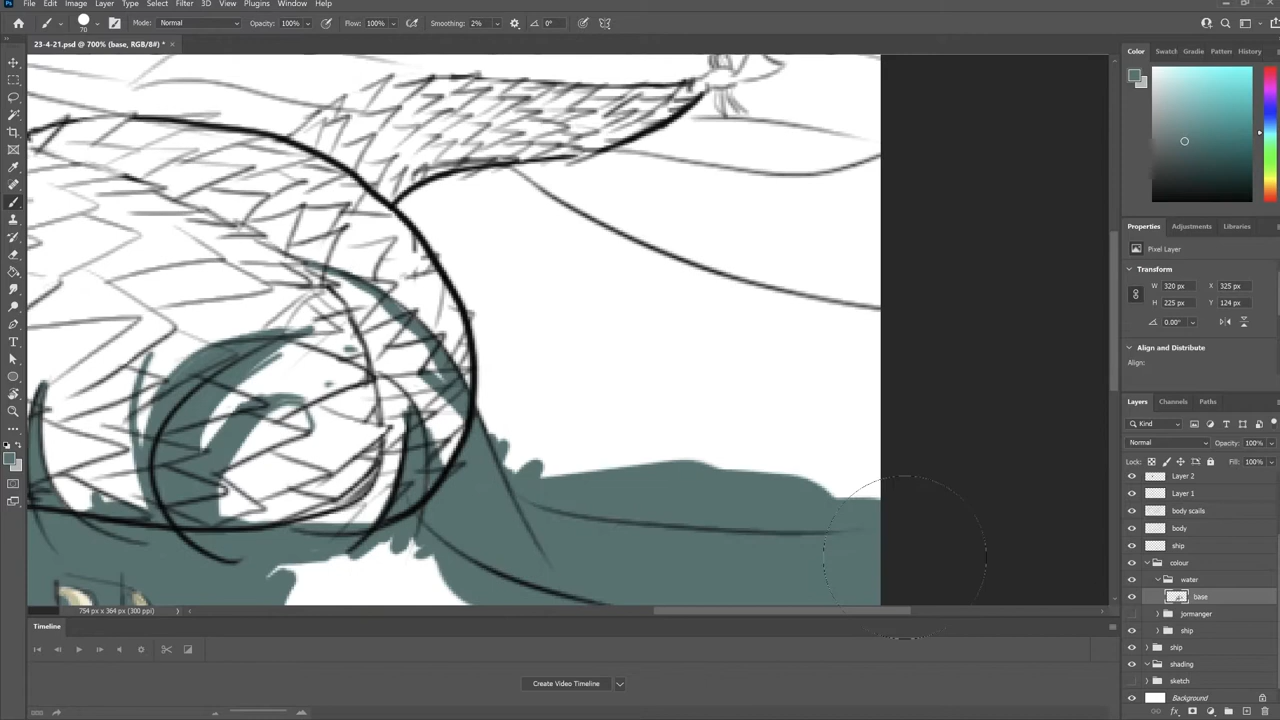 File Edit Image Layer Type Select Filter 3D View Plugins Window Help
70 Mode: Normal Opacity: 100% Flow: 100% Smoothing: 2% 0°
23-4-21.psd @ 700% (base, RGB/8#) * ×
Color Swatch Gradie Pattern History
Properties Adjustments Libraries
Pixel Layer
Transform
W 320 px X 325 px
H 225 px Y 124 px
0.00°
Align and Distribute
Align:
Layers Channels Paths
Kind
Normal Opacity: 100%
Lock: Fill: 100%
Layer 2
Layer 1
body scails
body
ship
colour
water
base
jormanger
ship
ship
shading
sketch
Background
754 px x 364 px (300 ppi)
Timeline
Create Video Timeline